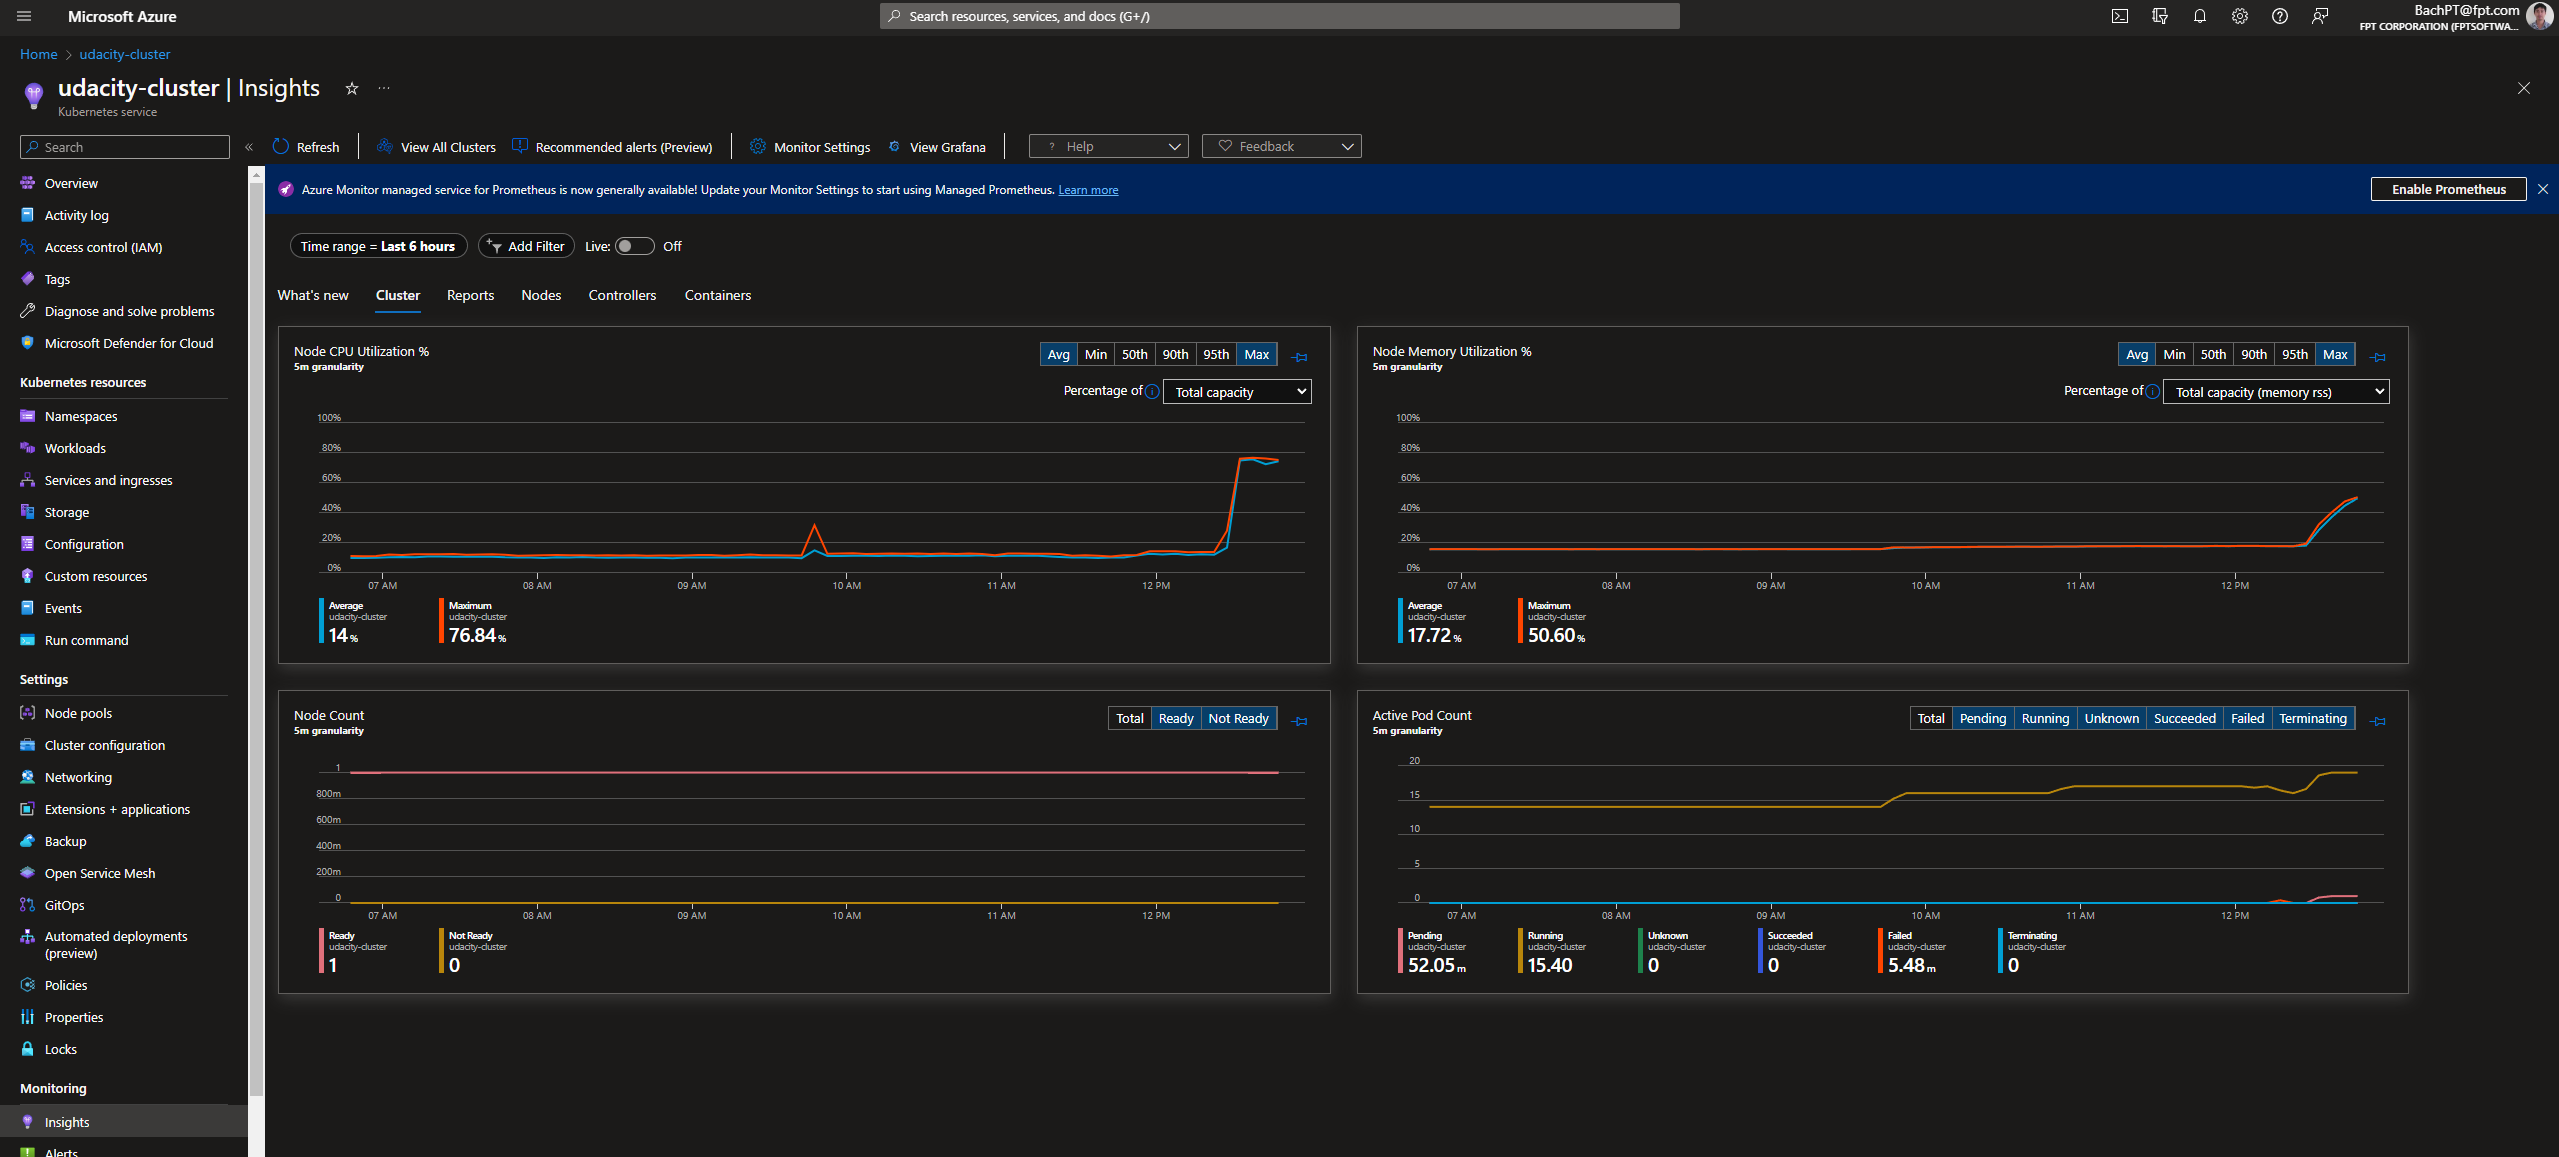 Microsoft Azure
Search resources, services, and docs (G+/)
BachPT@fpt.com
FPT CORPORATION (FPTSOFTWA...
Home > udacity-cluster
udacity-cluster | Insights
Kubernetes service
Search
Refresh
View All Clusters
Recommended alerts (Preview)
Monitor Settings
View Grafana
? Help
Feedback
Overview
Activity log
Access control (IAM)
Tags
Diagnose and solve problems
Microsoft Defender for Cloud
Kubernetes resources
Namespaces
Workloads
Services and ingresses
Storage
Configuration
Custom resources
Events
Run command
Settings
Node pools
Cluster configuration
Networking
Extensions + applications
Backup
Open Service Mesh
GitOps
Automated deployments
(preview)
Policies
Properties
Locks
Monitoring
Insights
Alerts
Azure Monitor managed service for Prometheus is now generally available! Update your Monitor Settings to start using Managed Prometheus. Learn more
Enable Prometheus
Time range = Last 6 hours
Add Filter
Live: Off
What's new
Cluster
Reports
Nodes
Controllers
Containers
Node CPU Utilization %
5m granularity
Avg Min 50th 90th 95th Max
Percentage of Total capacity
100%
80%
60%
40%
20%
0%
07 AM 08 AM 09 AM 10 AM 11 AM 12 PM
Average
udacity-cluster
14 %
Maximum
udacity-cluster
76.84 %
Node Memory Utilization %
5m granularity
Avg Min 50th 90th 95th Max
Percentage of Total capacity (memory rss)
100%
80%
60%
40%
20%
0%
07 AM 08 AM 09 AM 10 AM 11 AM 12 PM
Average
udacity-cluster
17.72 %
Maximum
udacity-cluster
50.60 %
Node Count
5m granularity
Total Ready Not Ready
1
800m
600m
400m
200m
0
07 AM 08 AM 09 AM 10 AM 11 AM 12 PM
Ready
udacity-cluster
1
Not Ready
udacity-cluster
0
Active Pod Count
5m granularity
Total Pending Running Unknown Succeeded Failed Terminating
20
15
10
5
0
07 AM 08 AM 09 AM 10 AM 11 AM 12 PM
Pending
udacity-cluster
52.05 m
Running
udacity-cluster
15.40
Unknown
udacity-cluster
0
Succeeded
udacity-cluster
0
Failed
udacity-cluster
5.48 m
Terminating
udacity-cluster
0